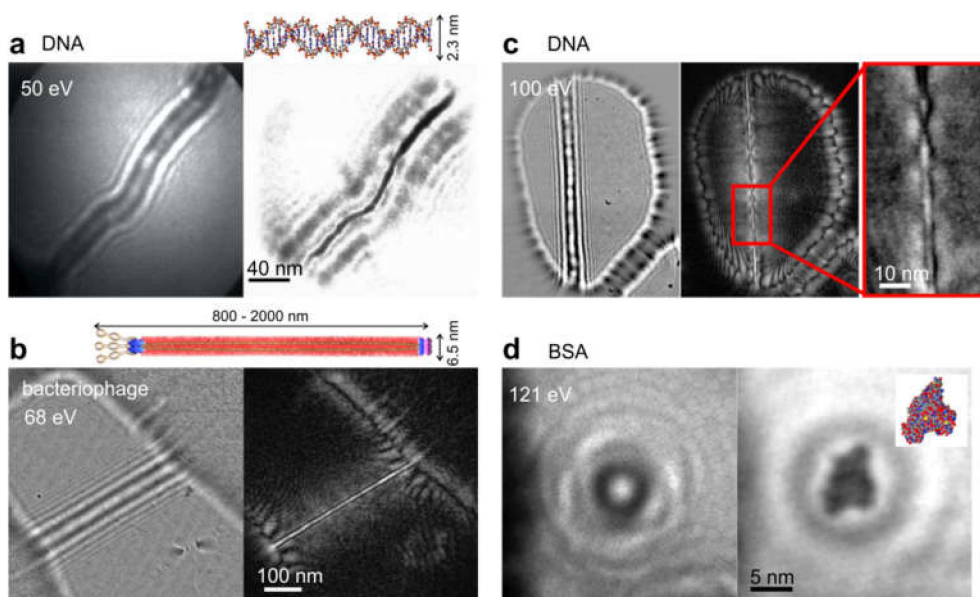 a DNA
2.3 nm
50 eV
40 nm
800 - 2000 nm
6.5 nm
b
bacteriophage
68 eV
100 nm
c DNA
100 eV
10 nm
d BSA
121 eV
5 nm